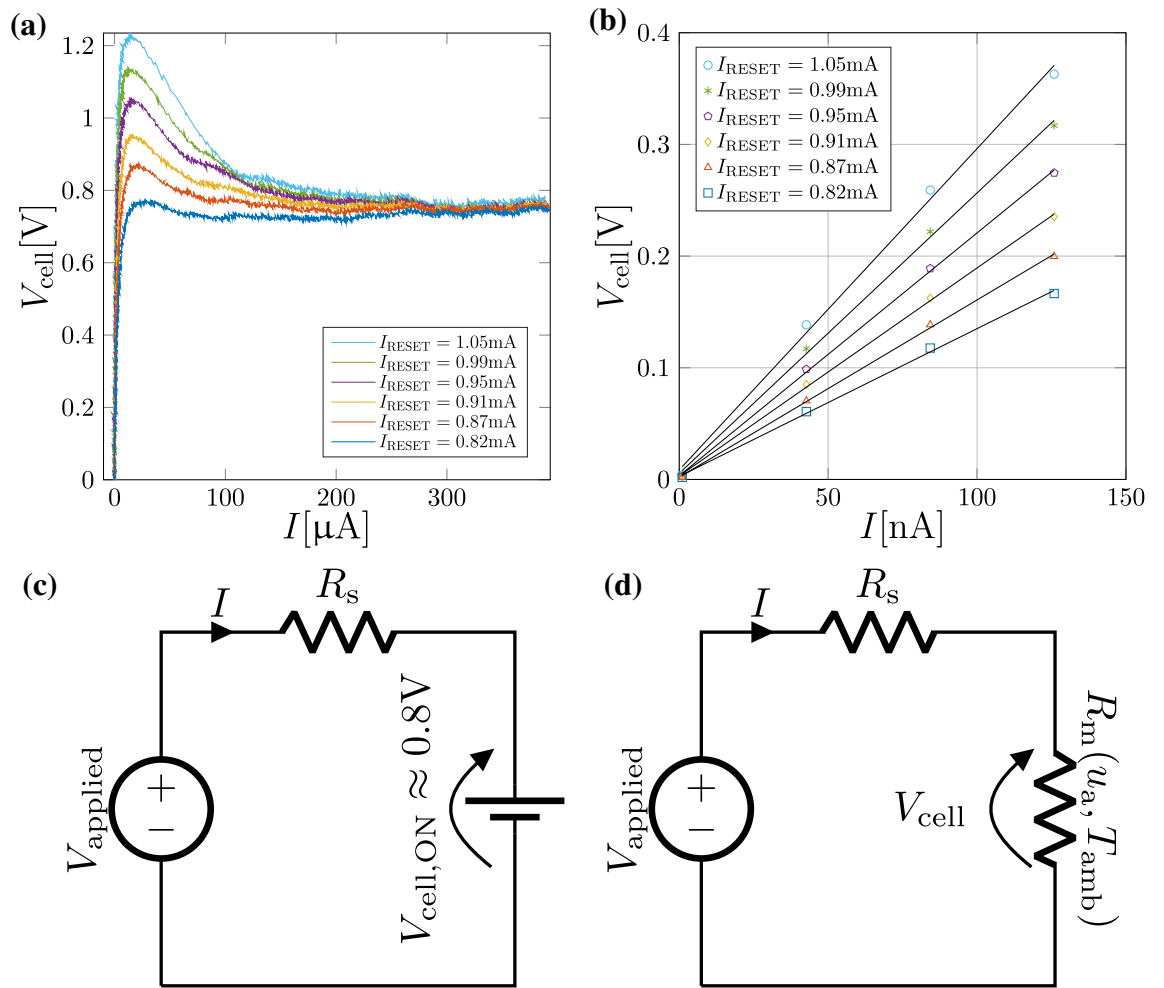 (a)
1.2
1
0.8
0.6
0.4
0.2
0
V_cell[V]
0
100
200
300
I[μA]
I_RESET = 1.05mA
I_RESET = 0.99mA
I_RESET = 0.95mA
I_RESET = 0.91mA
I_RESET = 0.87mA
I_RESET = 0.82mA
(b)
0.4
0.3
0.2
0.1
0
V_cell[V]
0
50
100
150
I[nA]
I_RESET = 1.05mA
I_RESET = 0.99mA
I_RESET = 0.95mA
I_RESET = 0.91mA
I_RESET = 0.87mA
I_RESET = 0.82mA
(c)
I
R_s
V_applied
+
−
V_cell,ON ≈ 0.8V
(d)
I
R_s
V_applied
+
−
V_cell
R_m(u_a, T_amb)